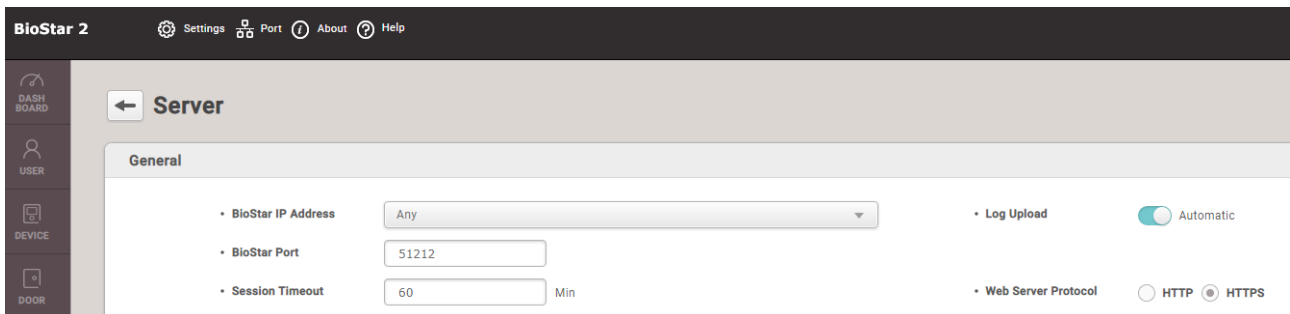 BioStar 2 Settings Port About Help
DASH
BOARD
Server
USER
General
DEVICE
BioStar IP Address Any Log Upload Automatic
BioStar Port 51212
DOOR
Session Timeout 60 Min Web Server Protocol HTTP HTTPS